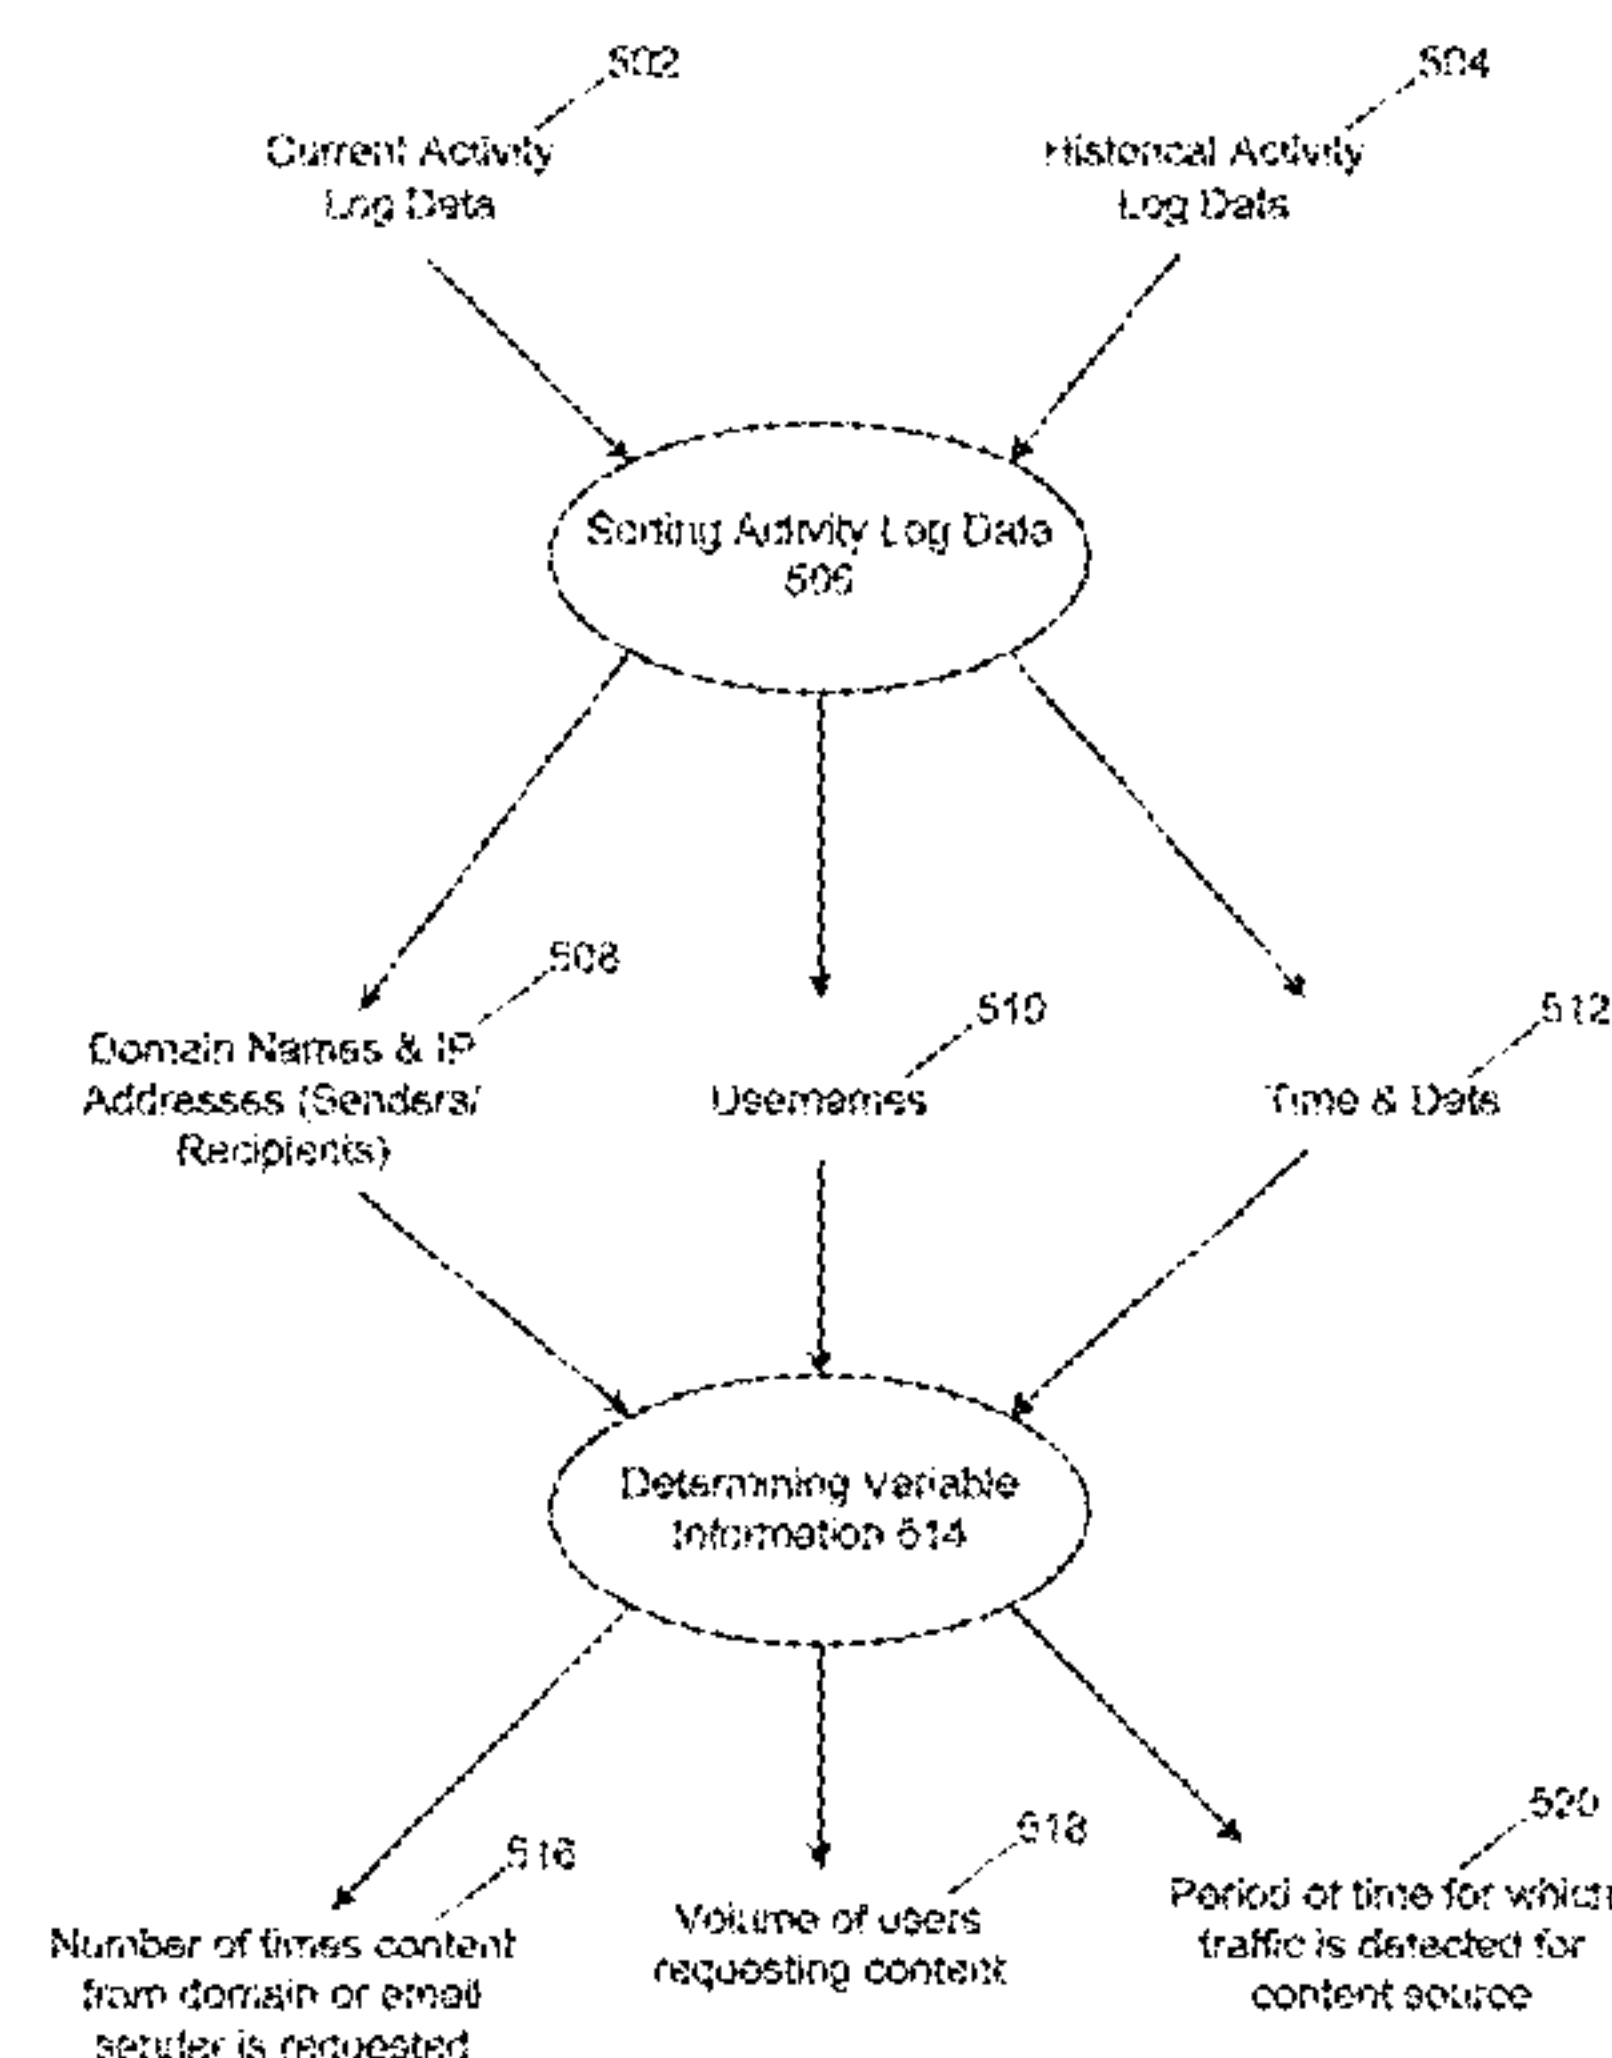 502
504
Current Activity
Log Data
Historical Activity
Log Data
Sorting Activity Log Data
506
508
510
512
Domain Names & IP
Addresses (Senders/
Recipients)
Usernames
Time & Date
Determining Variable
Information 514
516
518
520
Number of times content
from domain or email
sender is requested
Volume of users
requesting content
Period of time for which
traffic is detected for
content source